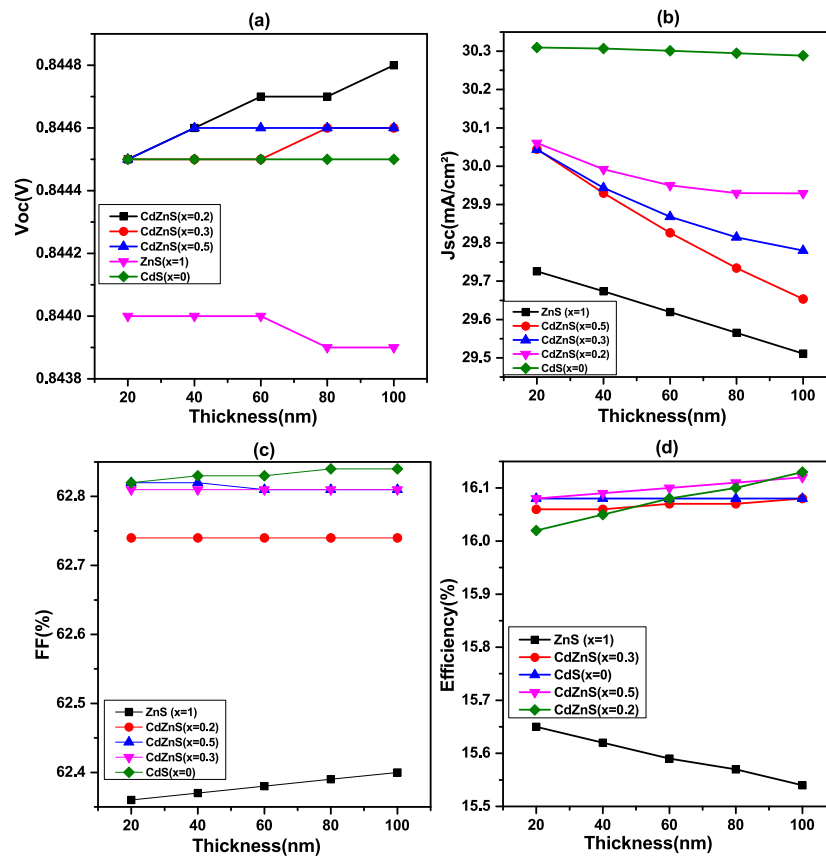 (a)
0.8448
0.8446
0.8444
0.8442
0.8440
0.8438
Voc(V)
CdZnS(x=0.2)
CdZnS(x=0.3)
CdZnS(x=0.5)
ZnS(x=1)
CdS(x=0)
20 40 60 80 100
Thickness(nm)
(b)
30.3
30.2
30.1
30.0
29.9
29.8
29.7
29.6
29.5
Jsc(mA/cm²)
ZnS (x=1)
CdZnS(x=0.5)
CdZnS(x=0.3)
CdZnS(x=0.2)
CdS(x=0)
20 40 60 80 100
Thickness(nm)
(c)
62.8
62.7
62.6
62.5
62.4
FF(%)
ZnS (x=1)
CdZnS(x=0.2)
CdZnS(x=0.5)
CdZnS(x=0.3)
CdS(x=0)
20 40 60 80 100
Thickness(nm)
(d)
16.1
16.0
15.9
15.8
15.7
15.6
15.5
Efficiency(%)
ZnS (x=1)
CdZnS(x=0.3)
CdS(x=0)
CdZnS(x=0.5)
CdZnS(x=0.2)
20 40 60 80 100
Thickness(nm)